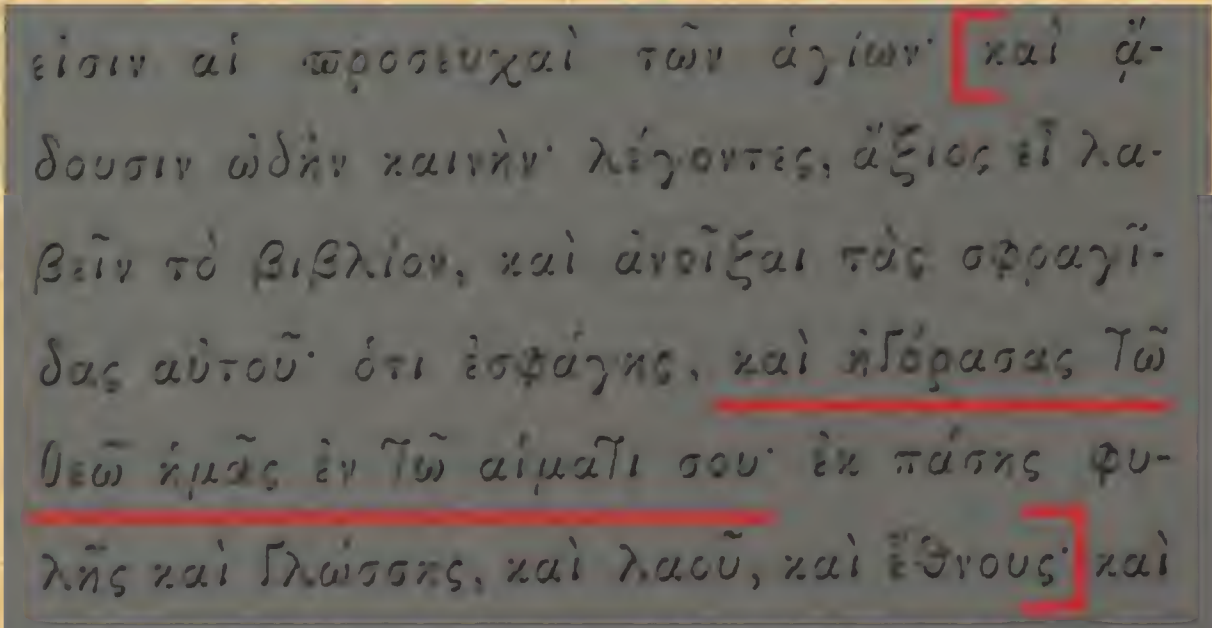 εἰσιν αἱ προσευχαὶ τῶν ἁγίων· [καὶ ᾄ-
δουσιν ᾠδὴν καινὴν· λέγοντες, ἄξιος εἶ λα-
βεῖν τὸ βιβλίον, καὶ ἀνοῖξαι τὰς σφραγῖ-
δας αὐτοῦ· ὅτι ἐσφάγης, καὶ ἠγόρασας τῶ
θεῶ ἡμᾶς ἐν τῶ αἵματι σου· ἐκ πάσης φυ-
λῆς καὶ γλώσσης, καὶ λαοῦ, καὶ ἔθνους·] καὶ